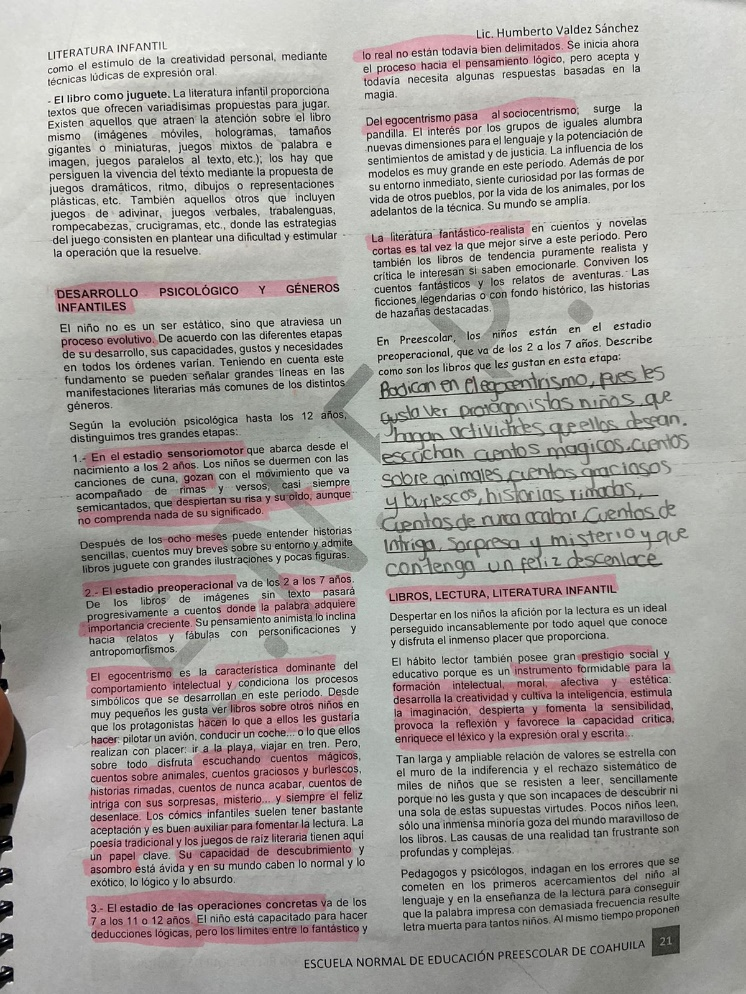 LITERATURA INFANTIL
como el estimulo de la creatividad personal, mediante
técnicas lúdicas de expresión oral.
- El libro como juguete. La literatura infantil proporciona
textos que ofrecen variadísimas propuestas para jugar.
Existen aquellos que atraen la atención sobre el libro
mismo (imágenes móviles, hologramas, tamaños
gigantes o miniaturas, juegos mixtos de palabra e
imagen, juegos paralelos al texto, etc.); los hay que
persiguen la vivencia del texto mediante la propuesta de
juegos dramáticos, ritmo, dibujos o representaciones
plásticas, etc. También aquellos otros que incluyen
juegos de adivinar, juegos verbales, trabalenguas,
rompecabezas, crucigramas, etc., donde las estrategias
del juego consisten en plantear una dificultad y estimular
la operación que la resuelve.
DESARROLLO PSICOLÓGICO Y GÉNEROS
INFANTILES
El niño no es un ser estático, sino que atraviesa un
proceso evolutivo. De acuerdo con las diferentes etapas
de su desarrollo, sus capacidades, gustos y necesidades
en todos los órdenes varían. Teniendo en cuenta este
fundamento se pueden señalar grandes líneas en las
manifestaciones literarias más comunes de los distintos
géneros.
Según la evolución psicológica hasta los 12 años,
distinguimos tres grandes etapas:
1.- En el estadio sensoriomotor que abarca desde el
nacimiento a los 2 años. Los niños se duermen con las
canciones de cuna, gozan con el movimiento que va
acompañado de rimas y versos, casi siempre
semicantados, que despiertan su risa y su oído, aunque
no comprenda nada de su significado.
Después de los ocho meses puede entender historias
sencillas, cuentos muy breves sobre su entorno y admite
libros juguete con grandes ilustraciones y pocas figuras.
2.- El estadio preoperacional va de los 2 a los 7 años.
De los libros de imágenes sin texto pasará
progresivamente a cuentos donde la palabra adquiere
importancia creciente. Su pensamiento animista lo inclina
hacia relatos y fábulas con personificaciones y
antropomorfismos.
El egocentrismo es la característica dominante del
comportamiento intelectual y condiciona los procesos
simbólicos que se desarrollan en este período. Desde
muy pequeños les gusta ver libros sobre otros niños en
que los protagonistas hacen lo que a ellos les gustaría
hacer: pilotar un avión, conducir un coche... o lo que ellos
realizan con placer: ir a la playa, viajar en tren. Pero,
sobre todo disfruta escuchando cuentos mágicos,
cuentos sobre animales, cuentos graciosos y burlescos,
historias rimadas, cuentos de nunca acabar, cuentos de
intriga con sus sorpresas, misterio... y siempre el feliz
desenlace. Los cómics infantiles suelen tener bastante
aceptación y es buen auxiliar para fomentar la lectura. La
poesía tradicional y los juegos de raíz literaria tienen aquí
un papel clave. Su capacidad de descubrimiento y
asombro está ávida y en su mundo caben lo normal y lo
exótico, lo lógico y lo absurdo.
3.- El estadio de las operaciones concretas va de los
7 a los 11 o 12 años. El niño está capacitado para hacer
deducciones lógicas, pero los limites entre lo fantástico y
Lic. Humberto Valdez Sánchez
lo real no están todavía bien delimitados. Se inicia ahora
el proceso hacia el pensamiento lógico, pero acepta y
todavía necesita algunas respuestas basadas en la
magia.
Del egocentrismo pasa al sociocentrismo; surge la
pandilla. El interés por los grupos de iguales alumbra
nuevas dimensiones para el lenguaje y la potenciación de
sentimientos de amistad y de justicia. La influencia de los
modelos es muy grande en este periodo. Además de por
su entorno inmediato, siente curiosidad por las formas de
vida de otros pueblos, por la vida de los animales, por los
adelantos de la técnica. Su mundo se amplia.
La literatura fantástico-realista en cuentos y novelas
cortas es tal vez la que mejor sirve a este periodo. Pero
también los libros de tendencia puramente realista y
crítica le interesan si saben emocionarle. Conviven los
cuentos fantásticos y los relatos de aventuras. Las
ficciones legendarias o con fondo histórico, las historias
de hazañas destacadas.
En Preescolar, los niños están en el estadio
preoperacional, que va de los 2 a los 7 años. Describe
como son los libros que les gustan en esta etapa:
Radican en el egocentrismo, pues les
gusta ver protagonistas niños que
hagan actividades que ellos desean.
escuchan cuentos magicos, cuentos
sobre animales, cuentos graciosos
y burlescos, historias rimadas,
cuentos de nunca acabar, cuentos de
intriga, sorpresa y misterio y que
contenga un feliz descenlace
LIBROS, LECTURA, LITERATURA INFANTIL
Despertar en los niños la afición por la lectura es un ideal
perseguido incansablemente por todo aquel que conoce
y disfruta el inmenso placer que proporciona.
El hábito lector también posee gran prestigio social y
educativo porque es un instrumento formidable para la
formación intelectual, moral, afectiva y estética:
desarrolla la creatividad y cultiva la inteligencia, estimula
la imaginación, despierta y fomenta la sensibilidad,
provoca la reflexión y favorece la capacidad crítica,
enriquece el léxico y la expresión oral y escrita...
Tan larga y ampliable relación de valores se estrella con
el muro de la indiferencia y el rechazo sistemático de
miles de niños que se resisten a leer, sencillamente
porque no les gusta y que son incapaces de descubrir ni
una sola de estas supuestas virtudes. Pocos niños leen,
sólo una inmensa minoría goza del mundo maravilloso de
los libros. Las causas de una realidad tan frustrante son
profundas y complejas.
Pedagogos y psicólogos, indagan en los errores que se
cometen en los primeros acercamientos del niño al
lenguaje y en la enseñanza de la lectura para conseguir
que la palabra impresa con demasiada frecuencia resulte
letra muerta para tantos niños. Al mismo tiempo proponen
ESCUELA NORMAL DE EDUCACIÓN PREESCOLAR DE COAHUILA 21